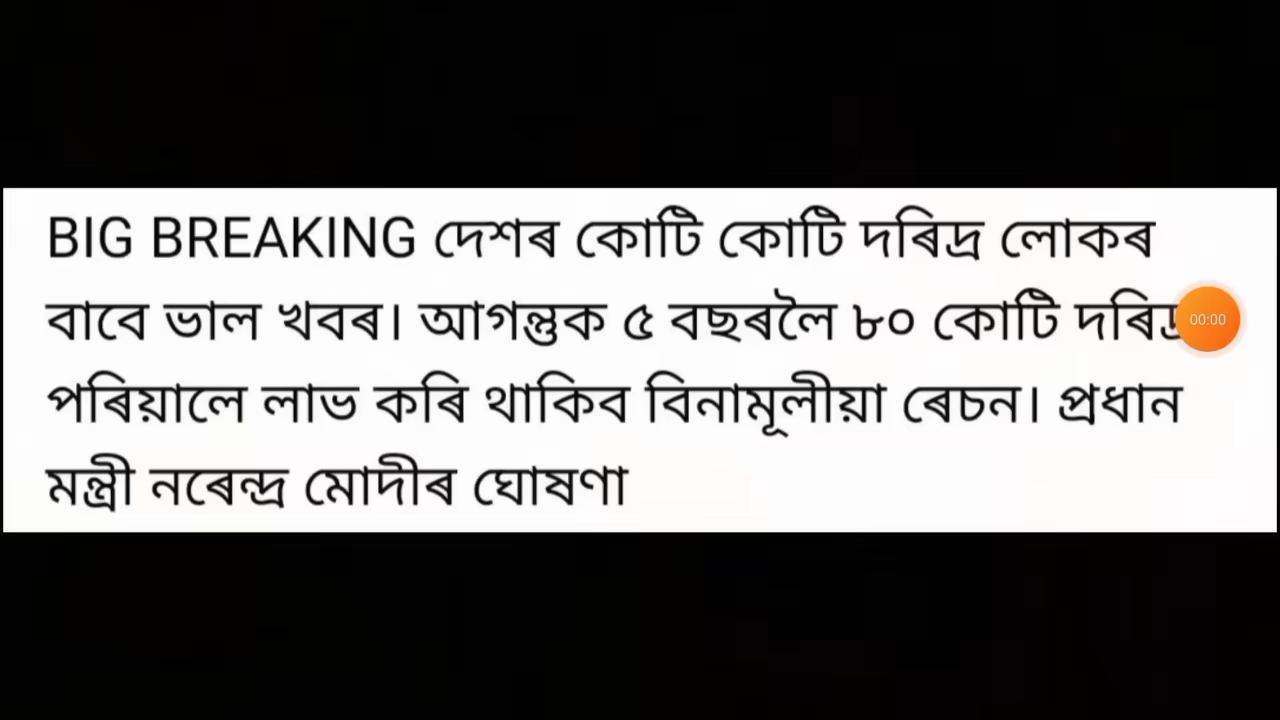 BIG BREAKING দেশৰ কোটি কোটি দৰিদ্ৰ লোকৰ
বাবে ভাল খবৰ। আগন্তুক ৫ বছৰলৈ ৮০ কোটি দৰিদ্ৰ
পৰিয়ালে লাভ কৰি থাকিব বিনামূলীয়া ৰেচন। প্ৰধান
মন্ত্ৰী নৰেন্দ্ৰ মোদীৰ ঘোষণা
00:00